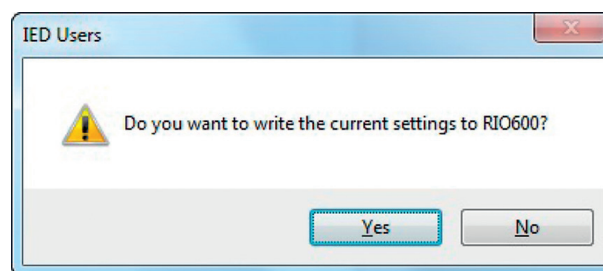 IED Users
Do you want to write the current settings to RIO600?
Yes
No